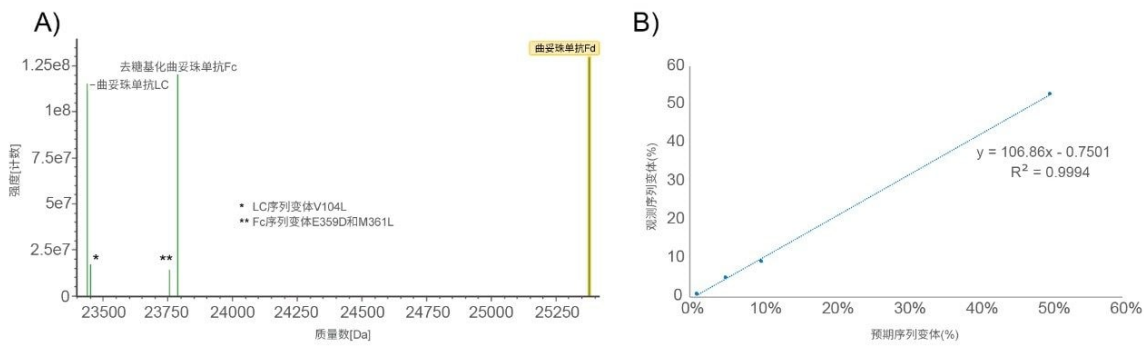 A)
曲妥珠单抗Fd
1.25e8
去糖基化曲妥珠单抗Fc
曲妥珠单抗LC
1e8
7.5e7
5e7
2.5e7
0
强度[计数]
* LC序列变体V104L
** Fc序列变体E359D和M361L
*
**
23500 23750 24000 24250 24500 24750 25000 25250
质量数[Da]
B)
60
50
40
30
20
10
0
观测序列变体(%)
y = 106.86x - 0.7501
R² = 0.9994
0% 10% 20% 30% 40% 50% 60%
预期序列变体(%)